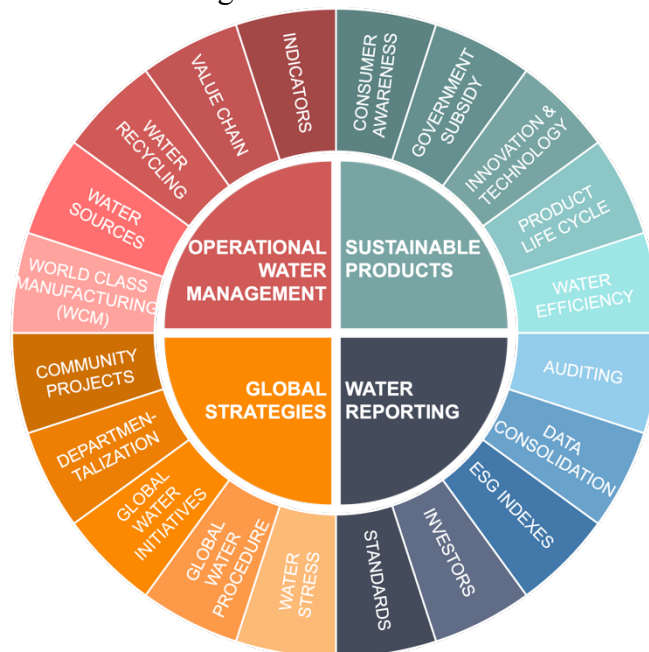 INDICATORS
VALUE CHAIN
WATER
RECYCLING
WATER
SOURCES
WORLD CLASS
MANUFACTURING
(WCM)
CONSUMER
AWARENESS
GOVERNMENT
SUBSIDY
INNOVATION &
TECHNOLOGY
PRODUCT
LIFE CYCLE
WATER
EFFICIENCY
OPERATIONAL
WATER
MANAGEMENT
SUSTAINABLE
PRODUCTS
GLOBAL
STRATEGIES
WATER
REPORTING
COMMUNITY
PROJECTS
DEPARTMEN-
TALIZATION
GLOBAL
WATER
INITIATIVES
GLOBAL
WATER
PROCEDURE
WATER
STRESS
AUDITING
DATA
CONSOLIDATION
ESG INDEXES
INVESTORS
STANDARDS